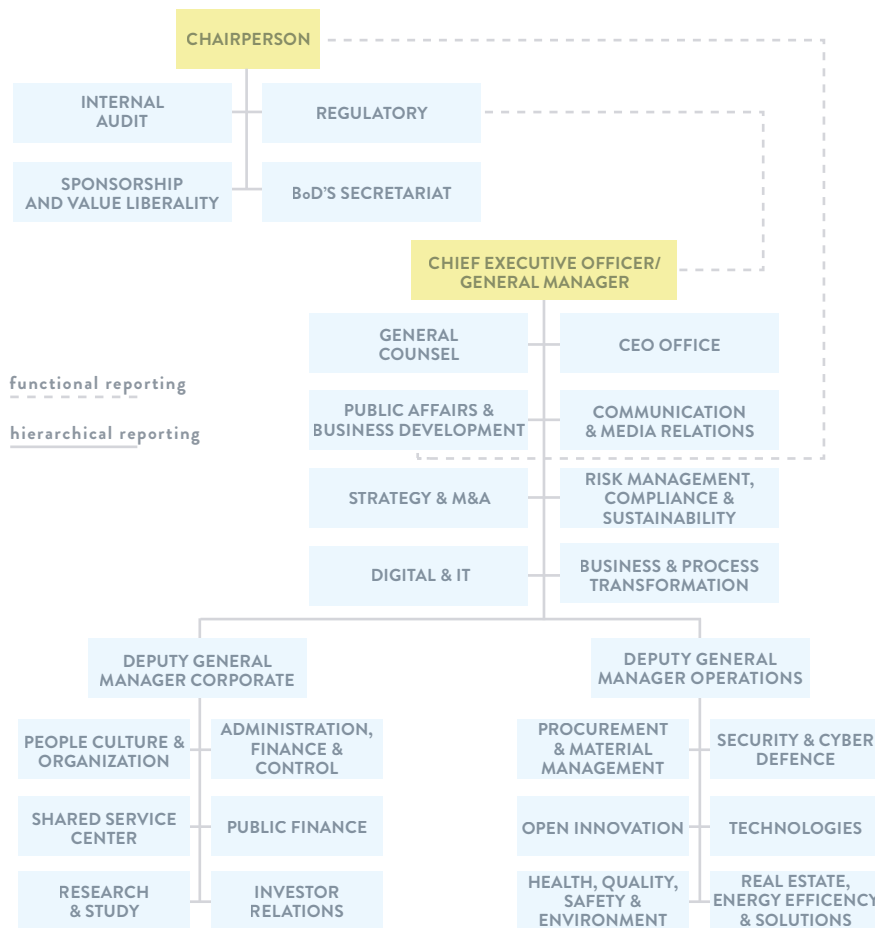 CHAIRPERSON
INTERNAL
AUDIT
REGULATORY
SPONSORSHIP
AND VALUE LIBERALITY
BoD'S SECRETARIAT
CHIEF EXECUTIVE OFFICER/
GENERAL MANAGER
GENERAL
COUNSEL
CEO OFFICE
functional reporting
hierarchical reporting
PUBLIC AFFAIRS &
BUSINESS DEVELOPMENT
COMMUNICATION
& MEDIA RELATIONS
STRATEGY & M&A
RISK MANAGEMENT,
COMPLIANCE &
SUSTAINABILITY
DIGITAL & IT
BUSINESS & PROCESS
TRANSFORMATION
DEPUTY GENERAL
MANAGER CORPORATE
DEPUTY GENERAL
MANAGER OPERATIONS
PEOPLE CULTURE &
ORGANIZATION
ADMINISTRATION,
FINANCE &
CONTROL
PROCUREMENT
& MATERIAL
MANAGEMENT
SECURITY & CYBER
DEFENCE
SHARED SERVICE
CENTER
PUBLIC FINANCE
OPEN INNOVATION
TECHNOLOGIES
RESEARCH
& STUDY
INVESTOR
RELATIONS
HEALTH, QUALITY,
SAFETY &
ENVIRONMENT
REAL ESTATE,
ENERGY EFFICENCY
& SOLUTIONS